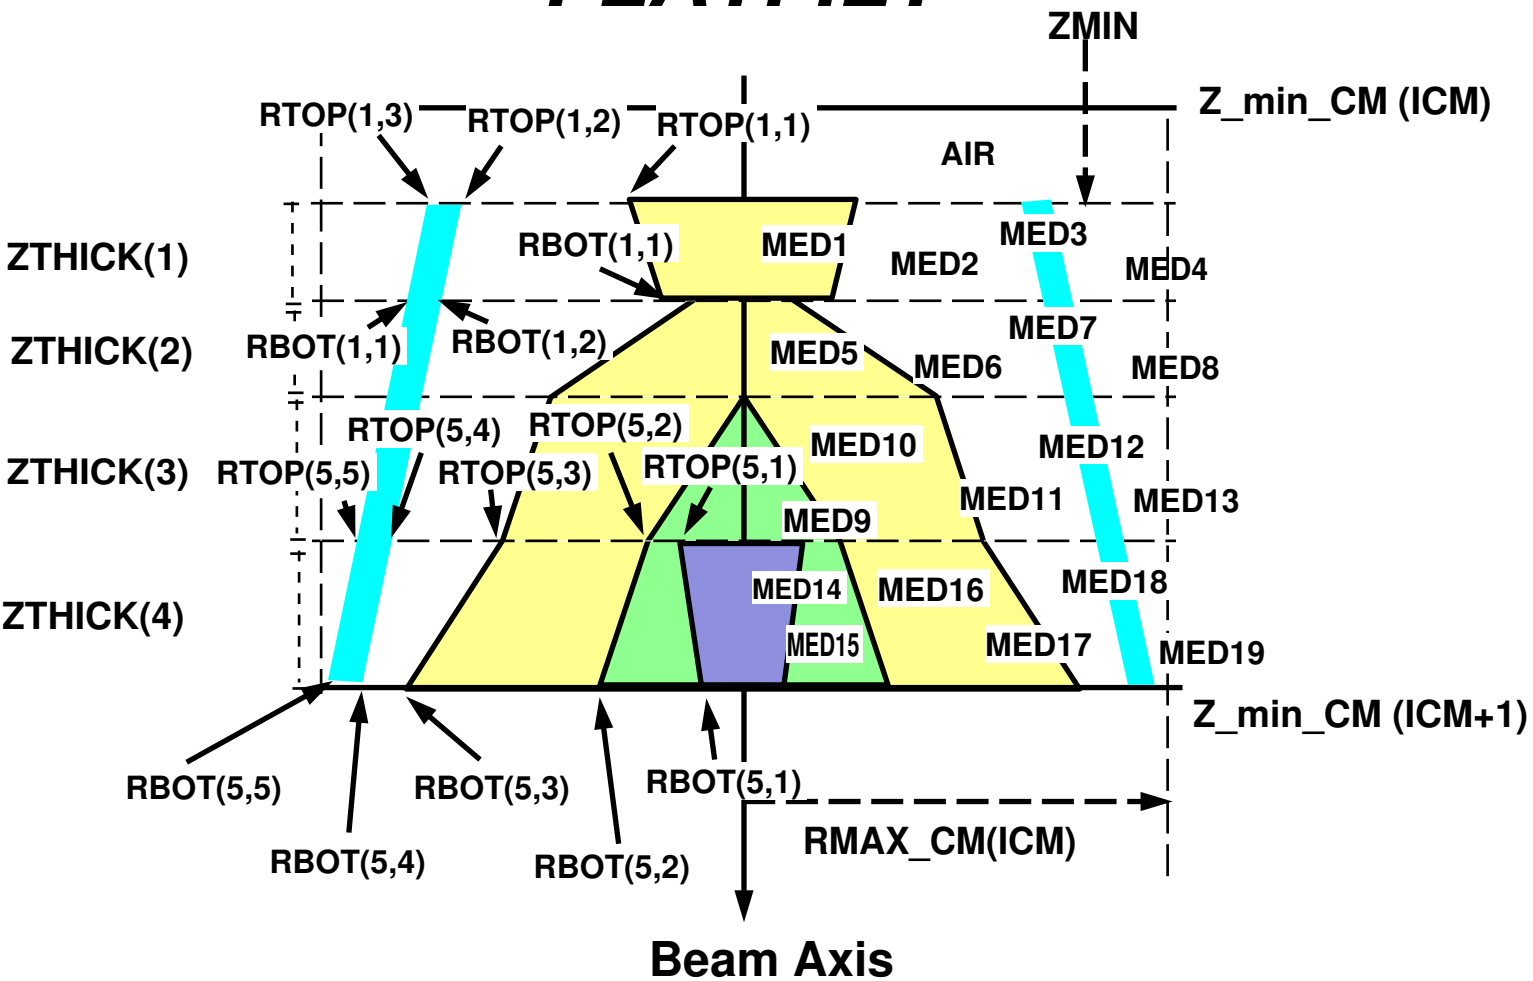 ZMIN
Z_min_CM (ICM)
RTOP(1,3)
RTOP(1,2)
RTOP(1,1)
AIR
ZTHICK(1)
RBOT(1,1)
MED1
MED2
MED3
MED4
ZTHICK(2)
RBOT(1,1)
RBOT(1,2)
MED5
MED6
MED7
MED8
RTOP(5,4)
RTOP(5,2)
MED10
MED12
ZTHICK(3)
RTOP(5,5)
RTOP(5,3)
RTOP(5,1)
MED9
MED11
MED13
ZTHICK(4)
MED14
MED16
MED18
MED15
MED17
MED19
Z_min_CM (ICM+1)
RBOT(5,5)
RBOT(5,3)
RBOT(5,1)
RBOT(5,4)
RBOT(5,2)
RMAX_CM(ICM)
Beam Axis